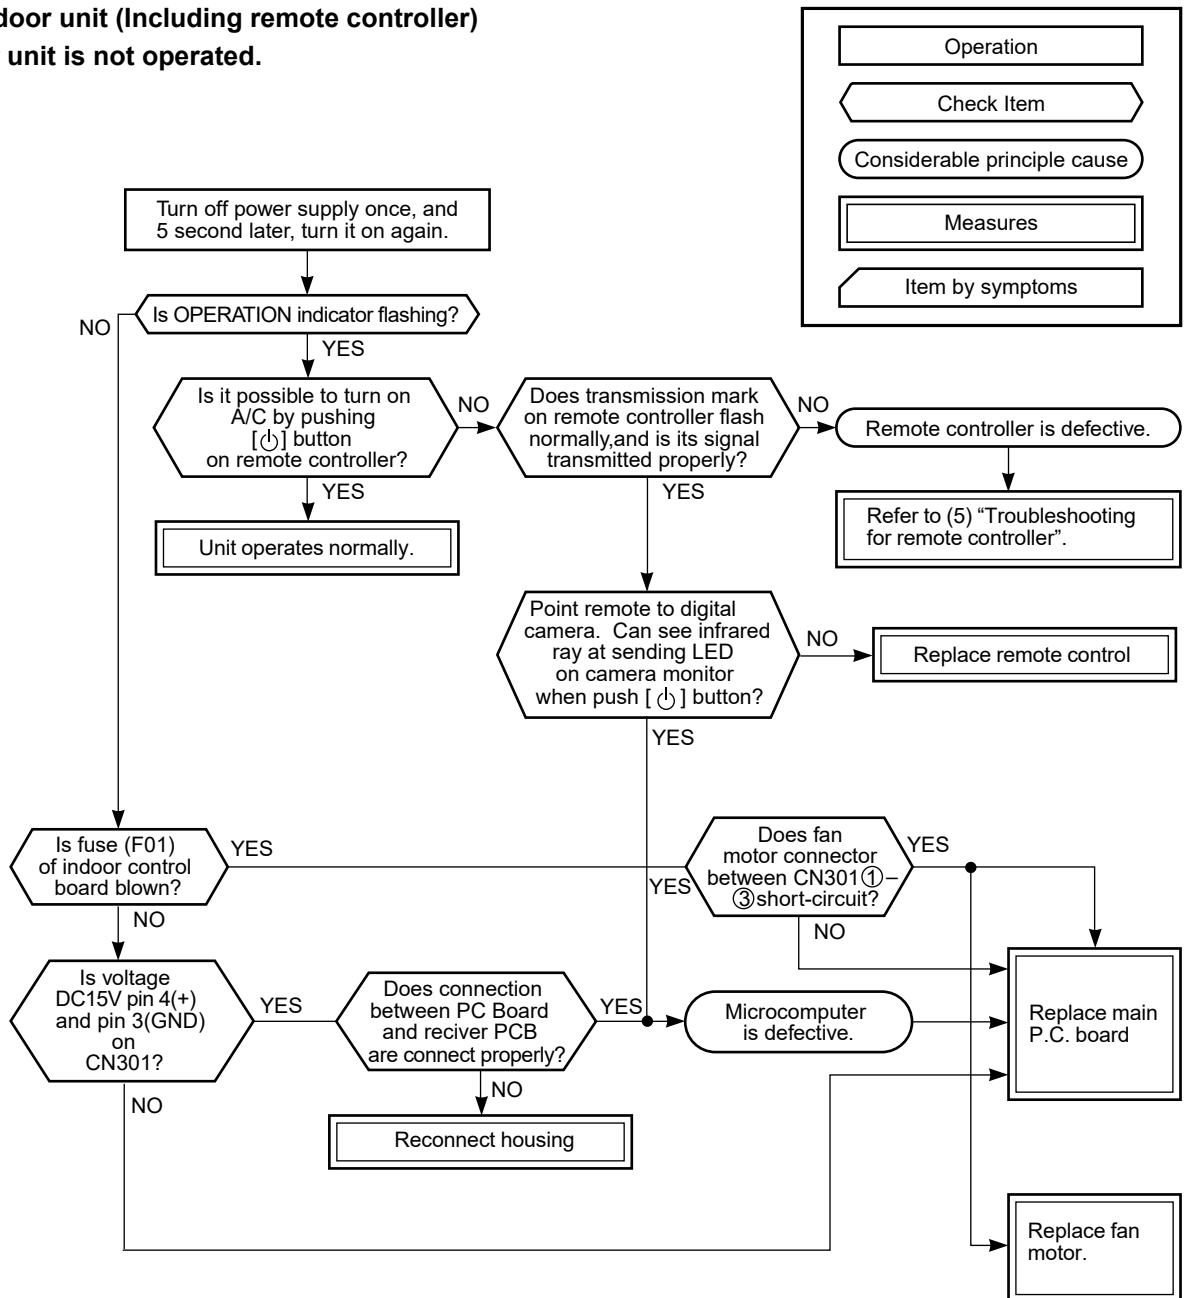 door unit (Including remote controller)
unit is not operated.
Operation
Check Item
Considerable principle cause
Measures
Item by symptoms
Turn off power supply once, and
5 second later, turn it on again.
Is OPERATION indicator flashing?
NO
YES
Is it possible to turn on
A/C by pushing
[⏻] button
on remote controller?
NO
YES
Does transmission mark
on remote controller flash
normally,and is its signal
transmitted properly?
NO
YES
Remote controller is defective.
Refer to (5) “Troubleshooting
for remote controller”.
Unit operates normally.
Point remote to digital
camera. Can see infrared
ray at sending LED
on camera monitor
when push [⏻] button?
NO
YES
Replace remote control
Is fuse (F01)
of indoor control
board blown?
YES
NO
Does fan
motor connector
between CN301①–
③short-circuit?
YES
YES
NO
Is voltage
DC15V pin 4(+)
and pin 3(GND)
on
CN301?
YES
NO
Does connection
between PC Board
and reciver PCB
are connect properly?
YES
NO
Microcomputer
is defective.
Replace main
P.C. board
Reconnect housing
Replace fan
motor.